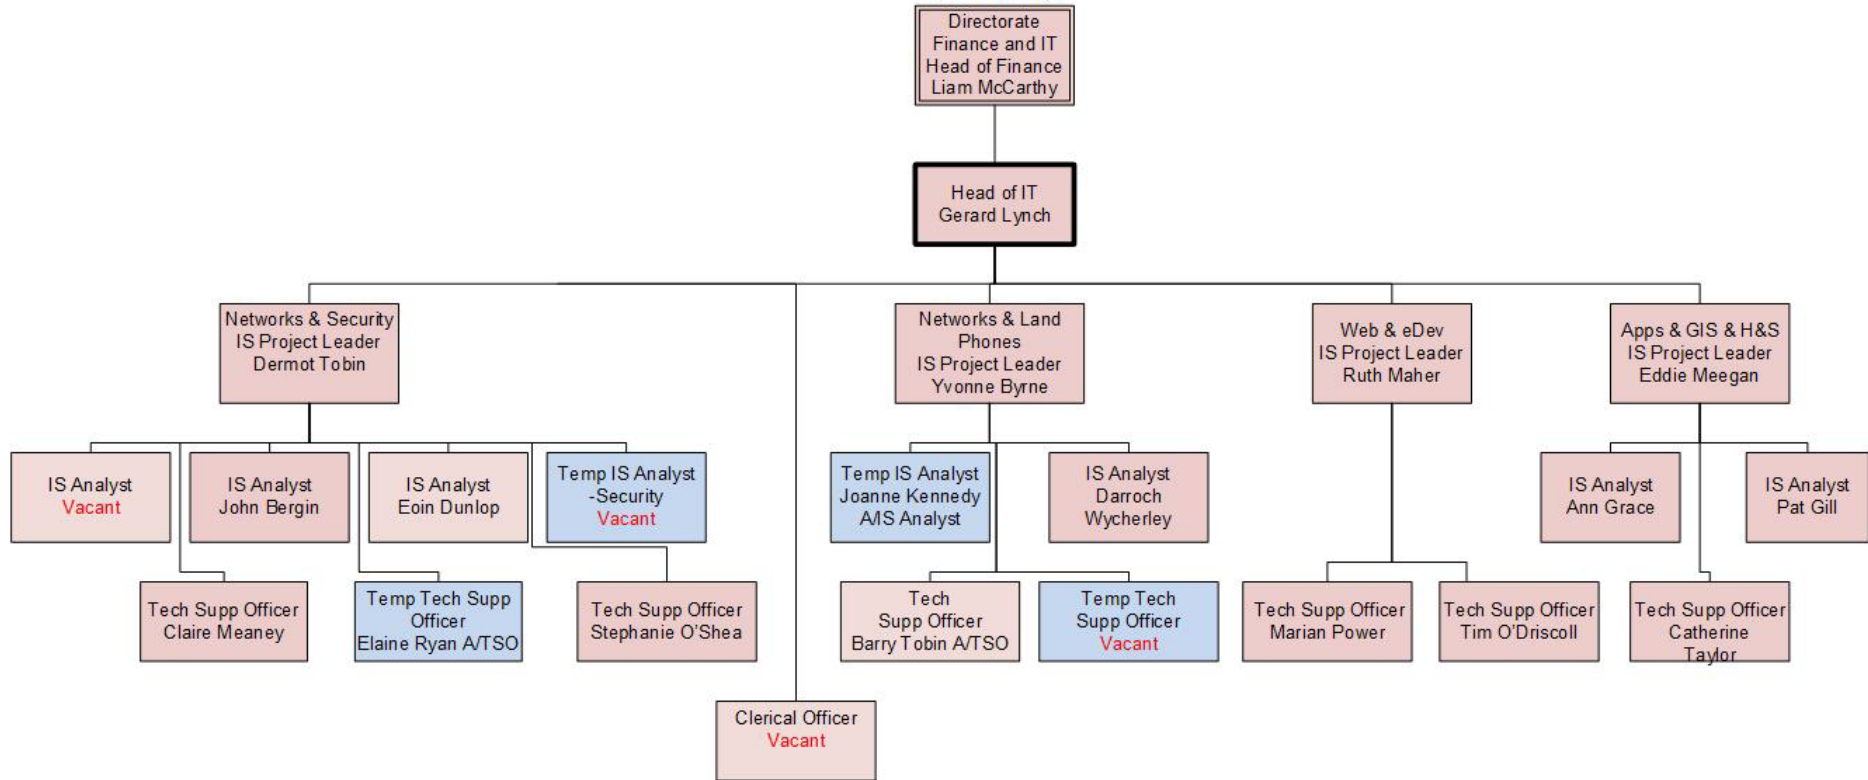 Directorate
Finance and IT
Head of Finance
Liam McCarthy
Head of IT
Gerard Lynch
Networks & Security
IS Project Leader
Dermot Tobin
Networks & Land
Phones
IS Project Leader
Yvonne Byrne
Web & eDev
IS Project Leader
Ruth Maher
Apps & GIS & H&S
IS Project Leader
Eddie Meegan
IS Analyst
Vacant
IS Analyst
John Bergin
IS Analyst
Eoin Dunlop
Temp IS Analyst
-Security
Vacant
Temp IS Analyst
Joanne Kennedy
A/IS Analyst
IS Analyst
Darroch
Wycherley
IS Analyst
Ann Grace
IS Analyst
Pat Gill
Tech Supp Officer
Claire Meaney
Temp Tech Supp
Officer
Elaine Ryan A/TSO
Tech Supp Officer
Stephanie O'Shea
Tech
Supp Officer
Barry Tobin A/TSO
Temp Tech
Supp Officer
Vacant
Tech Supp Officer
Marian Power
Tech Supp Officer
Tim O'Driscoll
Tech Supp Officer
Catherine
Taylor
Clerical Officer
Vacant